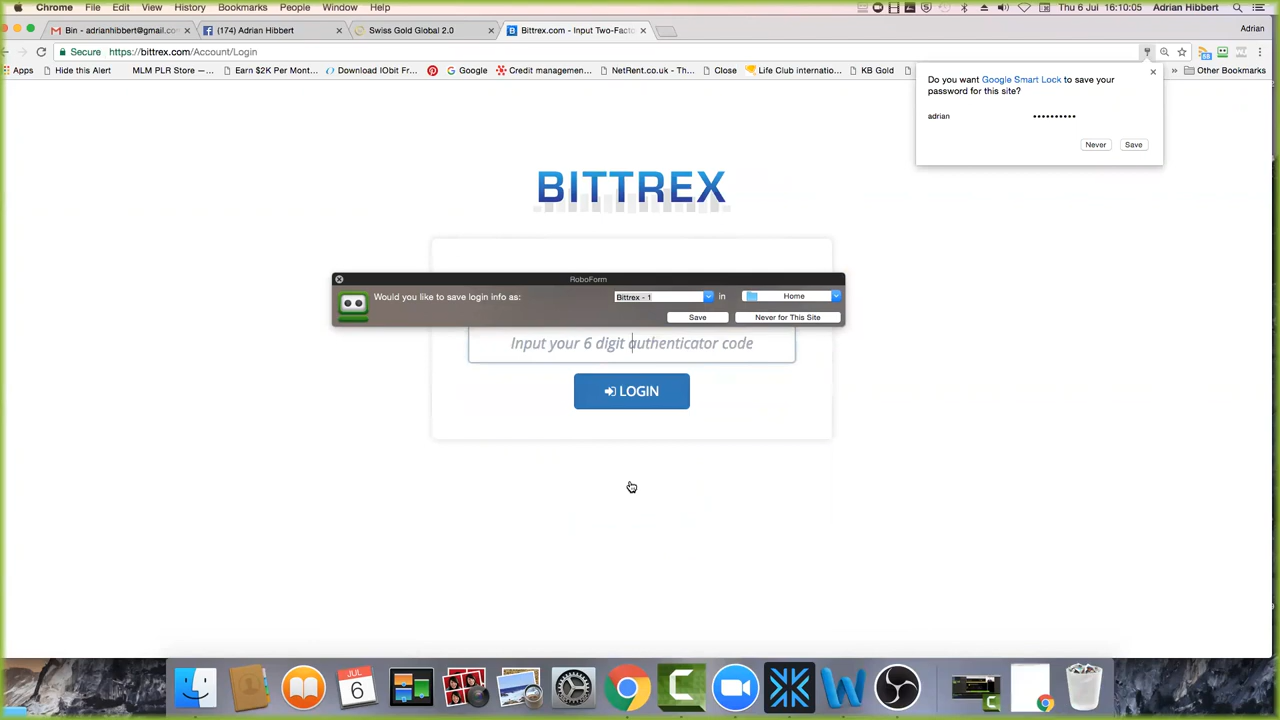 Chrome File Edit View History Bookmarks People Window Help Thu 6 Jul 16:10:05 Adrian Hibbert
Bin - adrianhibbert@gmail.co (174) Adrian Hibbert Swiss Gold Global 2.0 Bittrex.com - Input Two-Facto Adrian
Secure https://bittrex.com/Account/Login
Apps Hide this Alert MLM PLR Store —... Earn $2K Per Mont... Download IObit For... Google Credit managemen... NetRent.co.uk - Th... Close Life Club internatio... KB Gold » Other Bookmarks
Do you want Google Smart Lock to save your
password for this site?
adrian ••••••••••
Never Save
BITTREX
RoboForm
Would you like to save login info as: Bittrex - 1 in Home
Save Never for This Site
Input your 6 digit authenticator code
LOGIN
JUL
6